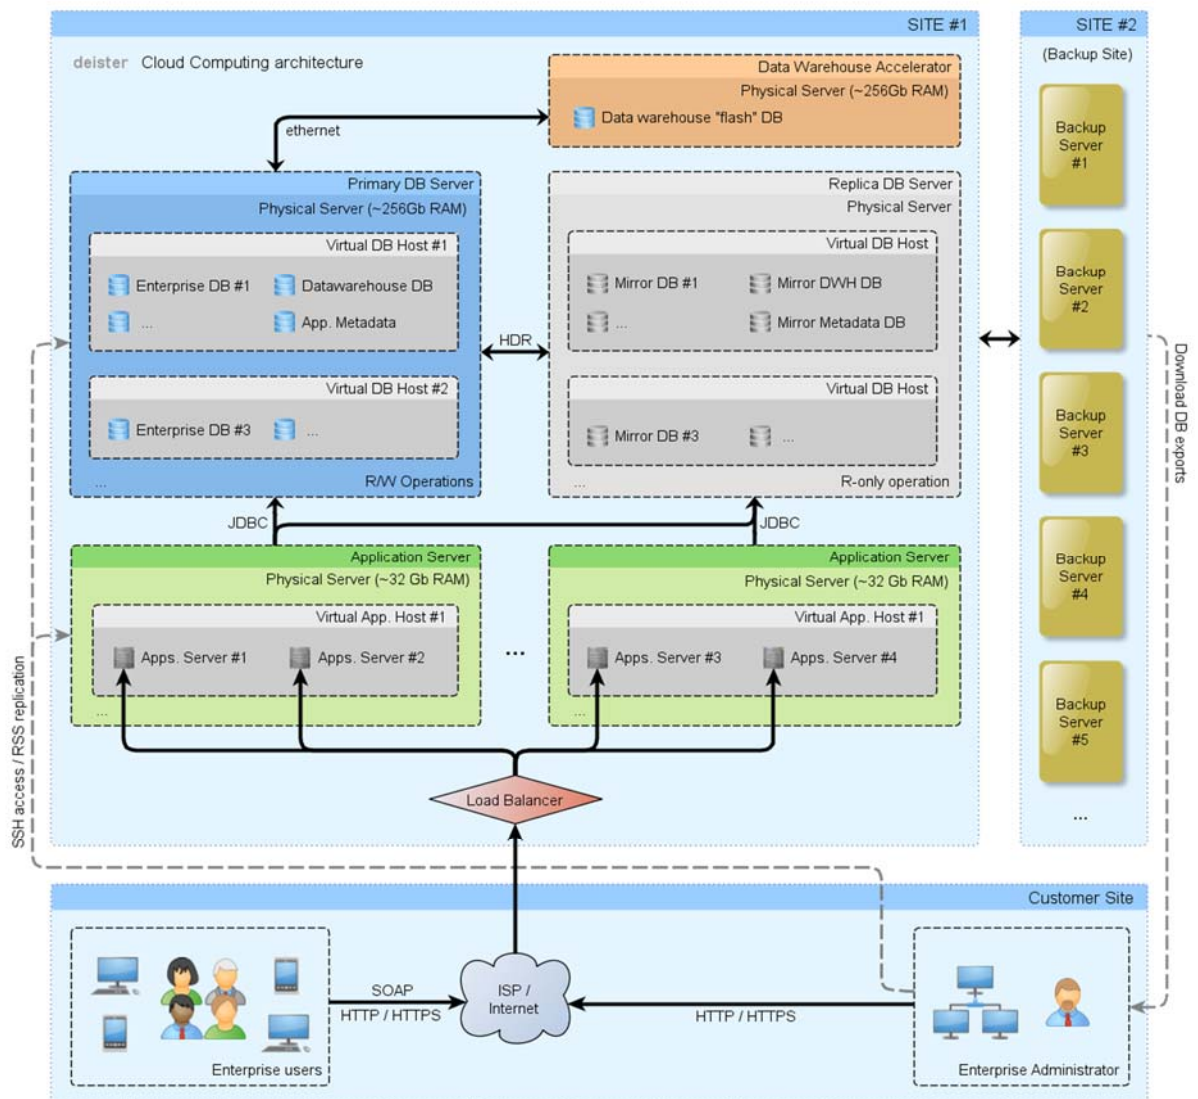 SITE #1
deister Cloud Computing architecture
Data Warehouse Accelerator
Physical Server (~256Gb RAM)
Data warehouse "flash" DB
ethernet
Primary DB Server
Physical Server (~256Gb RAM)
Virtual DB Host #1
Enterprise DB #1
Datawarehouse DB
...
App. Metadata
Virtual DB Host #2
Enterprise DB #3
...
...
R/W Operations
HDR
Replica DB Server
Physical Server
Virtual DB Host
Mirror DB #1
Mirror DWH DB
...
Mirror Metadata DB
Virtual DB Host
Mirror DB #3
...
...
R-only operation
JDBC
JDBC
Application Server
Physical Server (~32 Gb RAM)
Virtual App. Host #1
Apps. Server #1
Apps. Server #2
...
...
Application Server
Physical Server (~32 Gb RAM)
Virtual App. Host #1
Apps. Server #3
Apps. Server #4
...
Load Balancer
SSH access / RSS replication
SITE #2
(Backup Site)
Backup
Server
#1
Backup
Server
#2
Backup
Server
#3
Backup
Server
#4
Backup
Server
#5
...
Download DB exports
Customer Site
Enterprise users
SOAP
HTTP / HTTPS
ISP /
Internet
HTTP / HTTPS
Enterprise Administrator